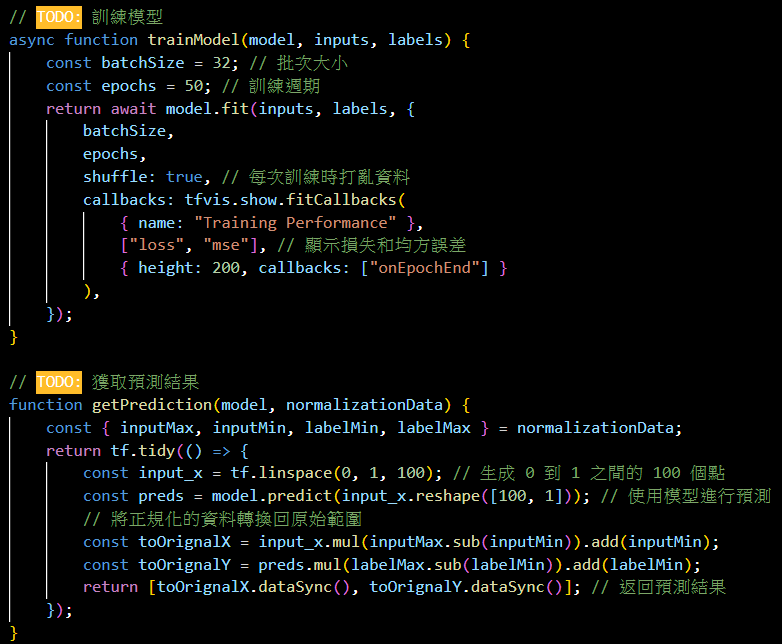 // TODO: 訓練模型
async function trainModel(model, inputs, labels) {
    const batchSize = 32; // 批次大小
    const epochs = 50; // 訓練週期
    return await model.fit(inputs, labels, {
        batchSize,
        epochs,
        shuffle: true, // 每次訓練時打亂資料
        callbacks: tfvis.show.fitCallbacks(
            { name: "Training Performance" },
            ["loss", "mse"], // 顯示損失和均方誤差
            { height: 200, callbacks: ["onEpochEnd"] }
        ),
    });
}

// TODO: 獲取預測結果
function getPrediction(model, normalizationData) {
    const { inputMax, inputMin, labelMin, labelMax } = normalizationData;
    return tf.tidy(() => {
        const input_x = tf.linspace(0, 1, 100); // 生成 0 到 1 之間的 100 個點
        const preds = model.predict(input_x.reshape([100, 1])); // 使用模型進行預測
        // 將正規化的資料轉換回原始範圍
        const toOrignalX = input_x.mul(inputMax.sub(inputMin)).add(inputMin);
        const toOrignalY = preds.mul(labelMax.sub(labelMin)).add(labelMin);
        return [toOrignalX.dataSync(), toOrignalY.dataSync()]; // 返回預測結果
    });
}